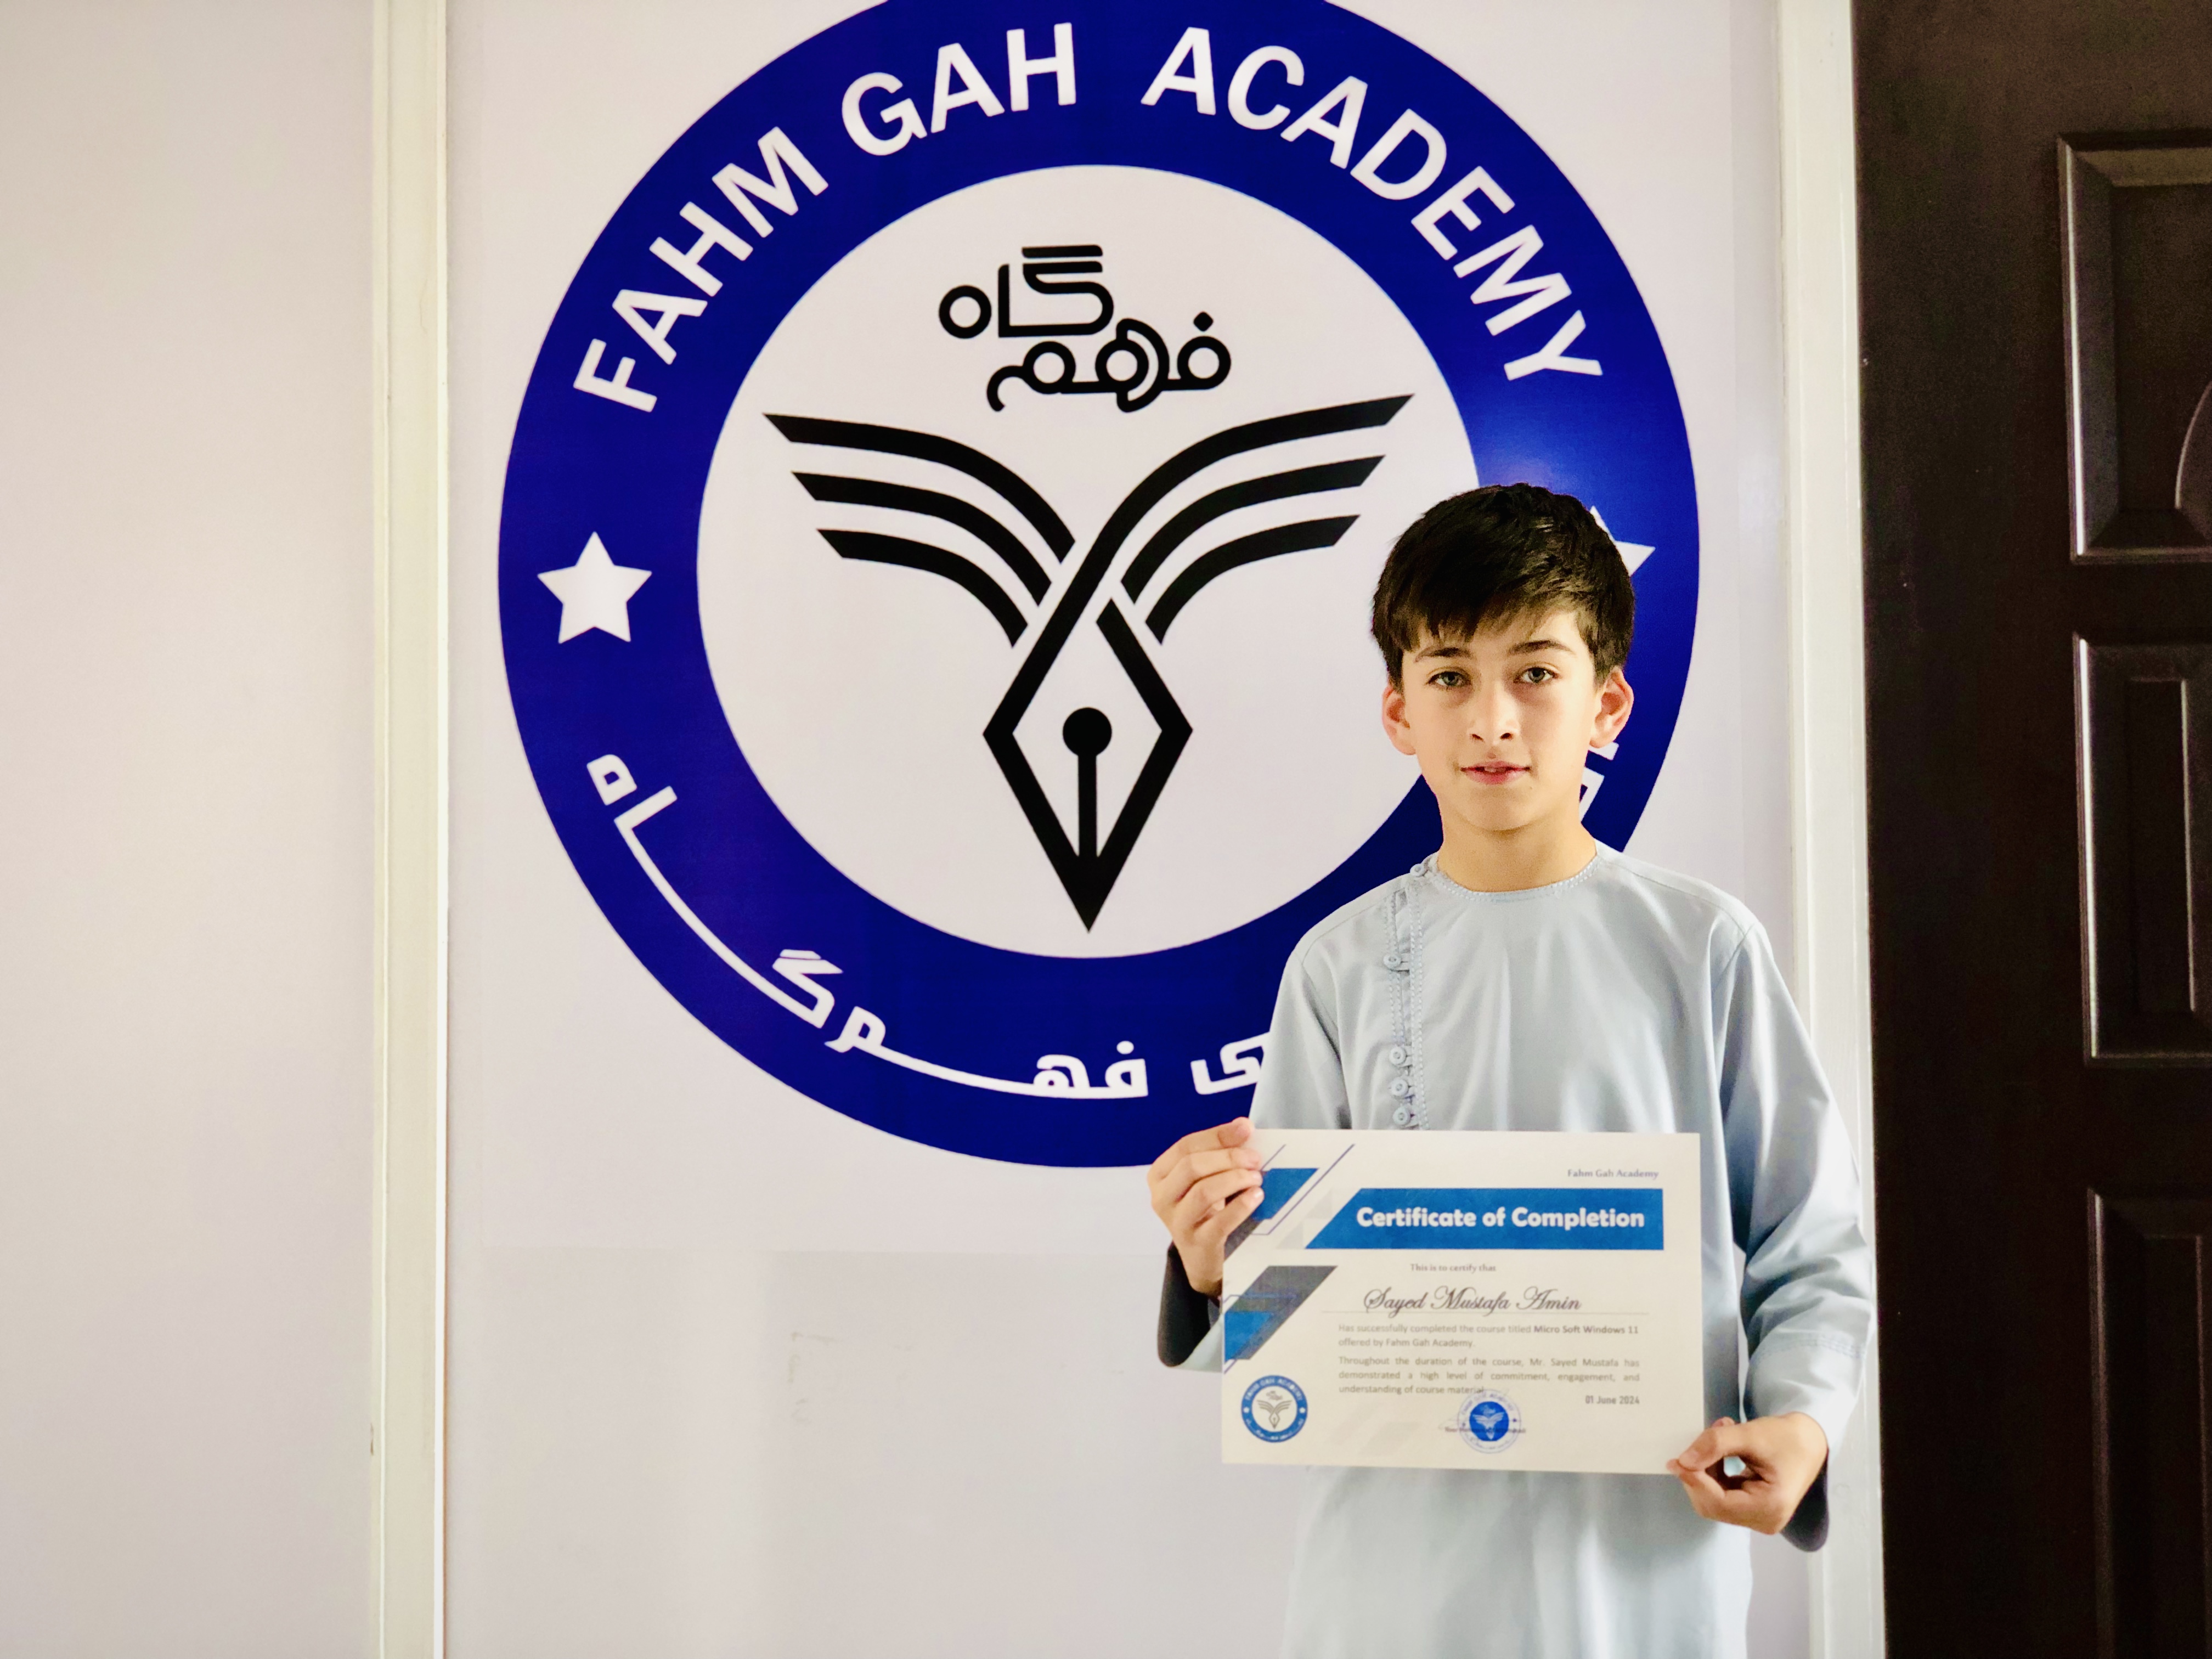 FAHM GAH ACADEMY
فهم
گاه
ی فهم گاه
Fahm Gah Academy
Certificate of Completion
This is to certify that
Sayed Mustafa Amin
Has successfully completed the course titled Micro Soft Windows 11
offered by Fahm Gah Academy.
Throughout the duration of the course, Mr. Sayed Mustafa has
demonstrated a high level of commitment, engagement, and
understanding of course material.
01 June 2024
FAHM GAH ACADEMY